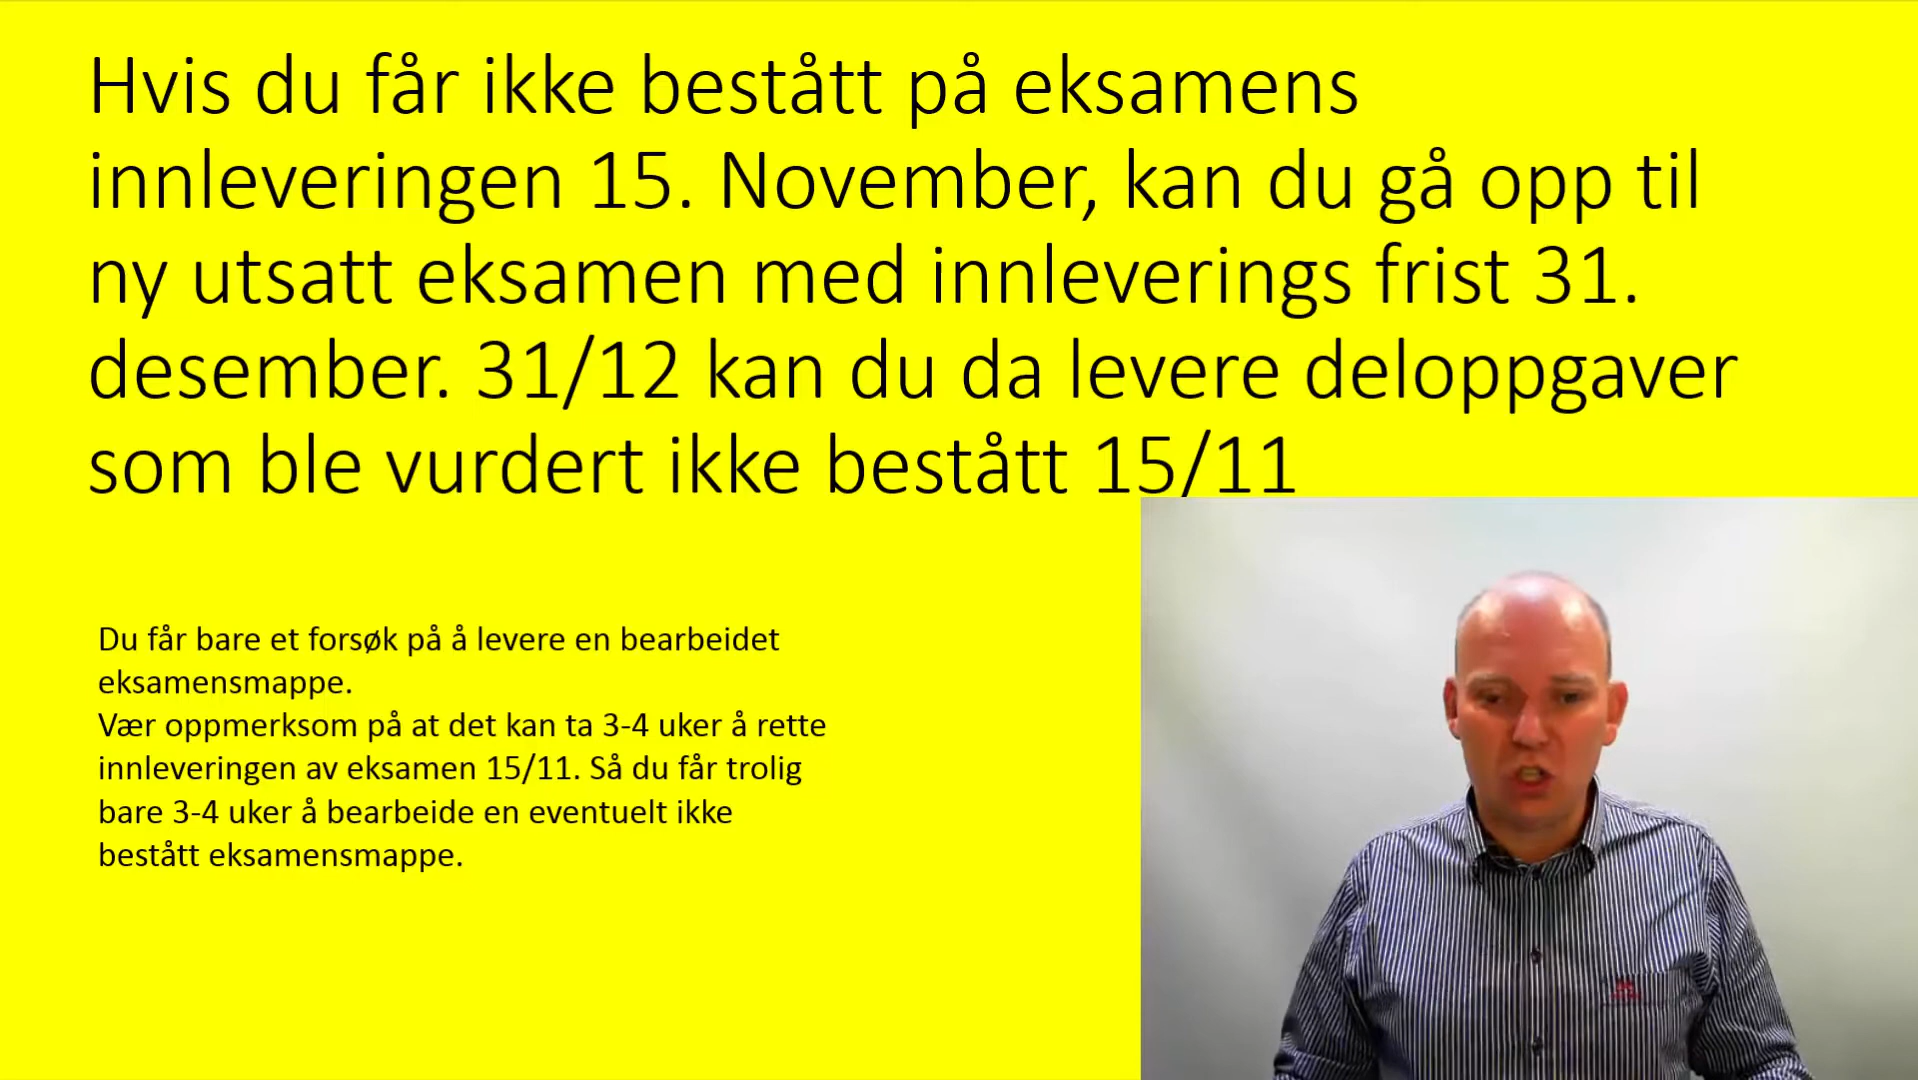 Hvis du får ikke bestått på eksamens
innleveringen 15. November, kan du gå opp til
ny utsatt eksamen med innleverings frist 31.
desember. 31/12 kan du da levere deloppgaver
som ble vurdert ikke bestått 15/11
Du får bare et forsøk på å levere en bearbeidet
eksamensmappe.
Vær oppmerksom på at det kan ta 3-4 uker å rette
innleveringen av eksamen 15/11. Så du får trolig
bare 3-4 uker å bearbeide en eventuelt ikke
bestått eksamensmappe.